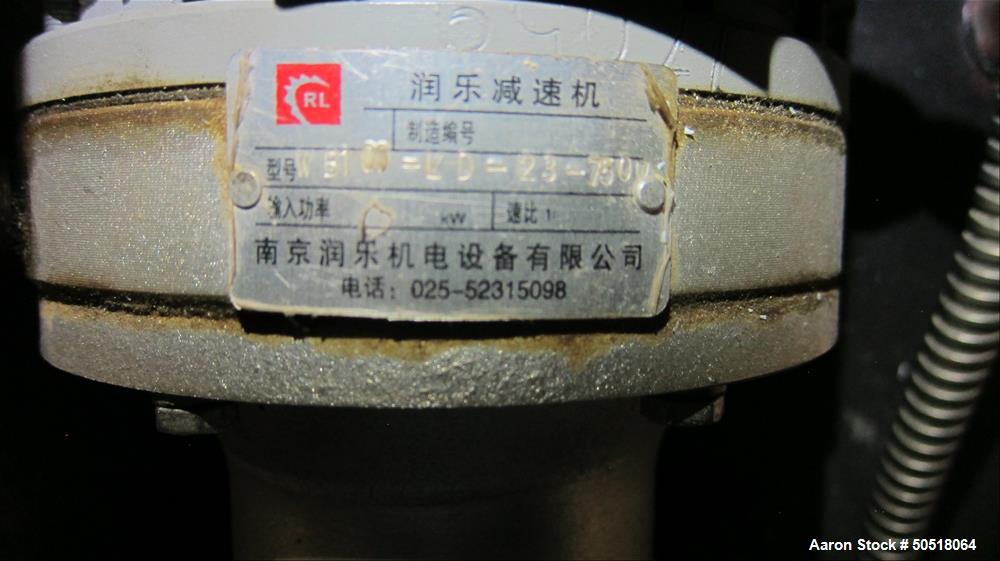 RL
润乐减速机
制造编号
型号 WB1
输入功率 kW 速比 1:
南京润乐机电设备有限公司
电话：025-52315098
Aaron Stock # 50518064